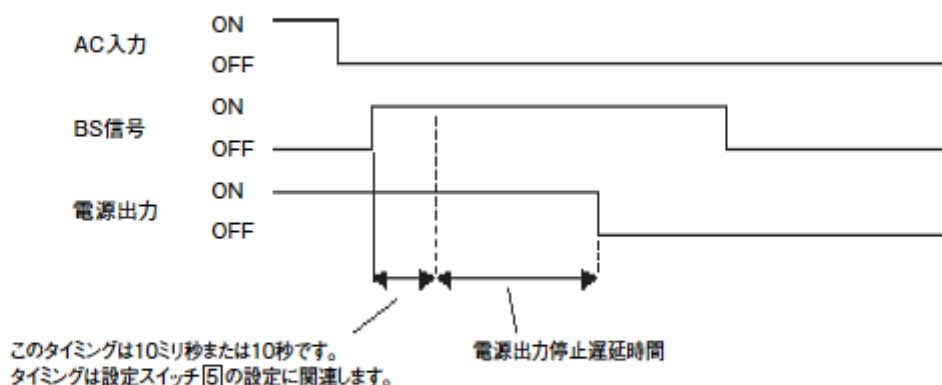 AC入力
ON
OFF
BS信号
ON
OFF
電源出力
ON
OFF
このタイミングは10ミリ秒または10秒です。
タイミングは設定スイッチ5の設定に関連します。
電源出力停止遅延時間